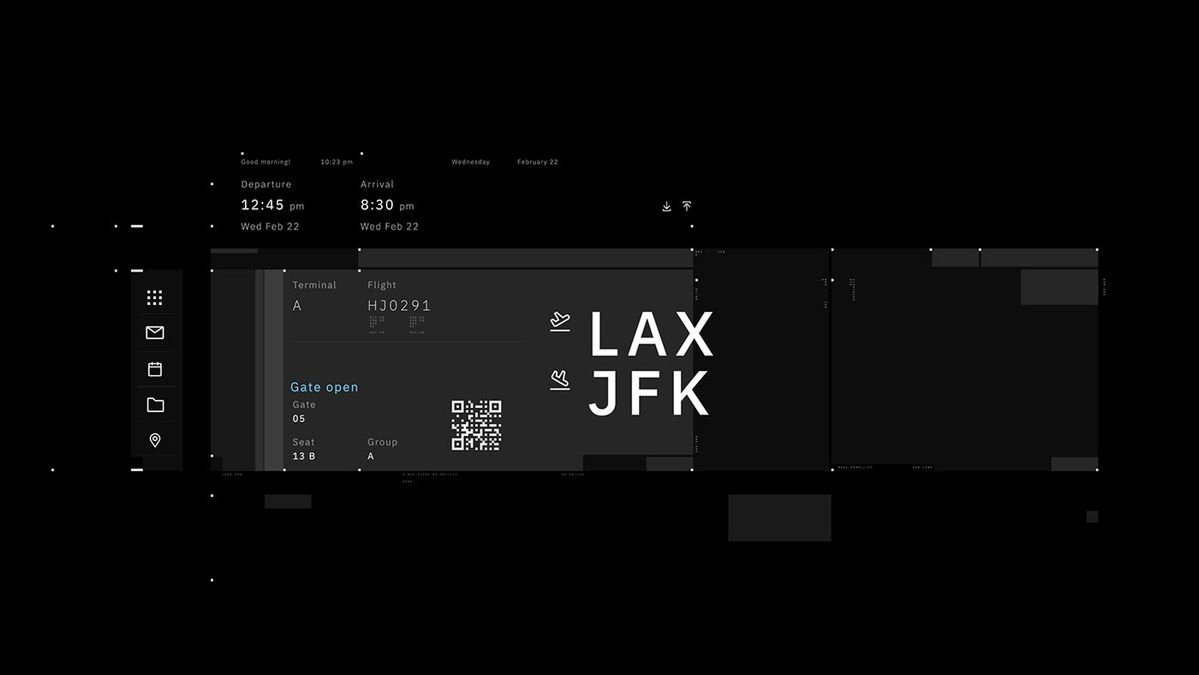 Good morning! 10:23 pm Wednesday February 22
Departure Arrival
12:45 pm 8:30 pm
Wed Feb 22 Wed Feb 22
Terminal Flight
A HJ0291
LAX
JFK
Gate open
Gate
05
Seat Group
13 B A